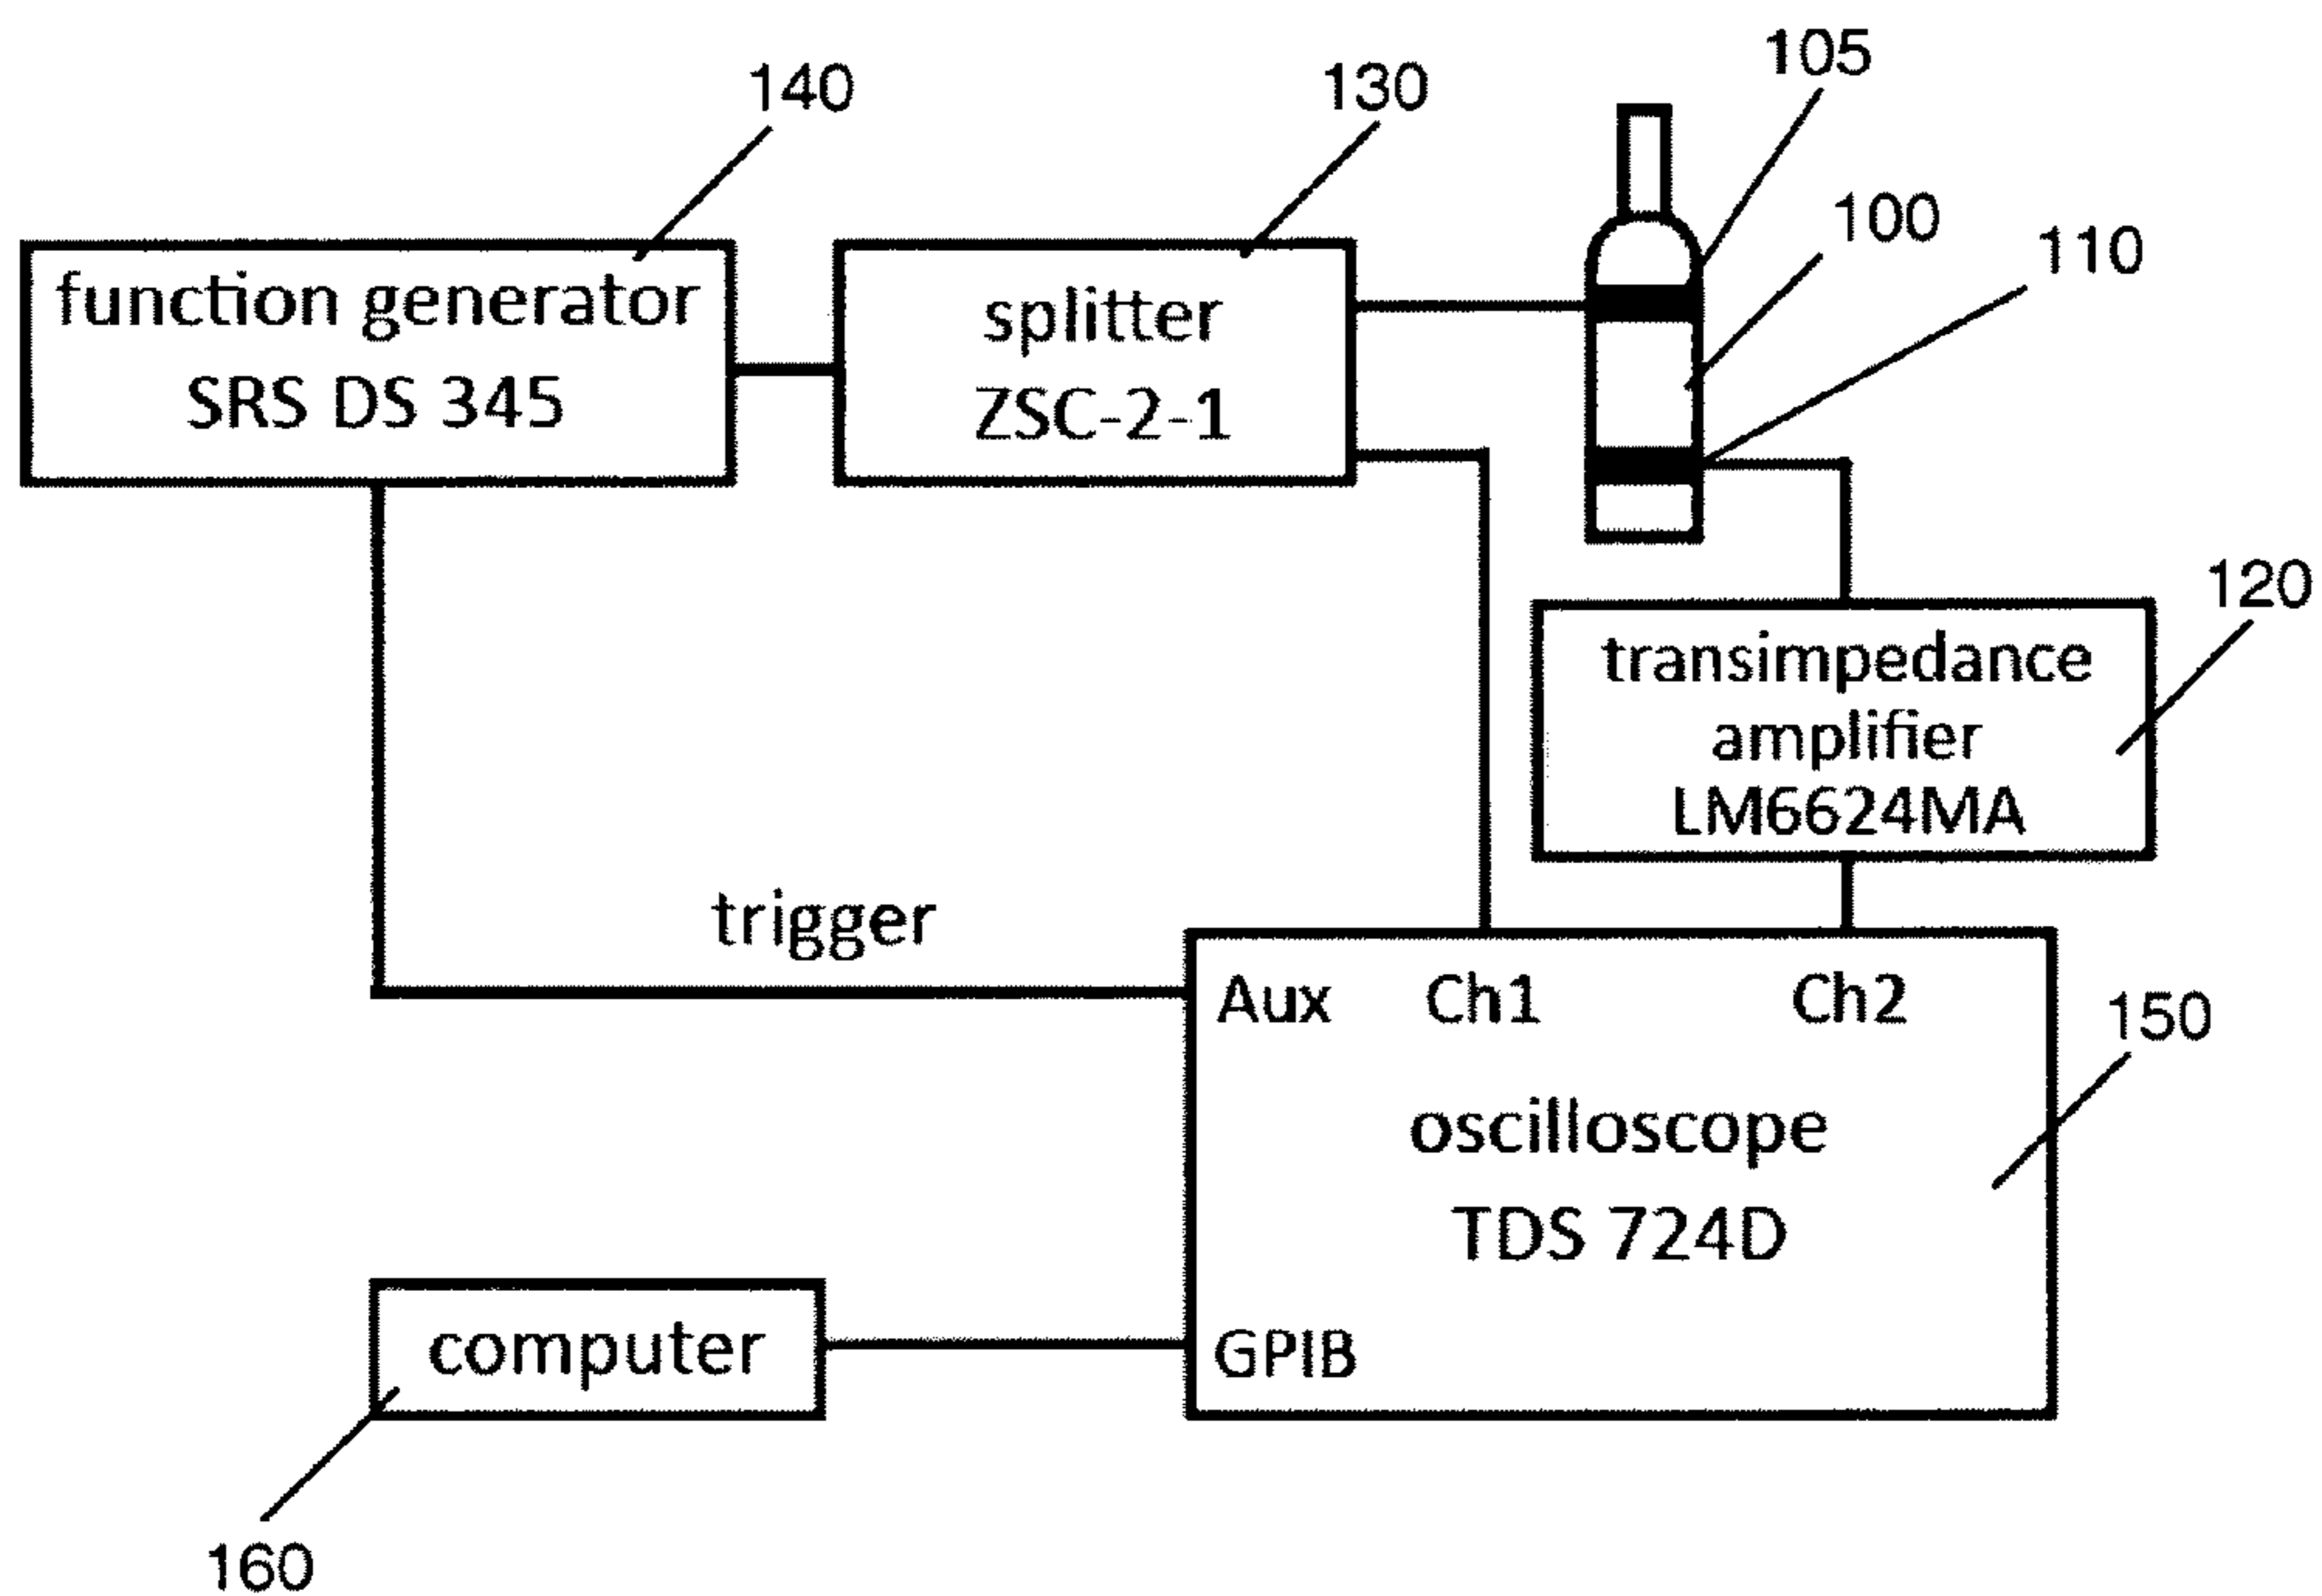 140
130
105
100
110
function generator
SRS DS 345
splitter
ZSC-2-1
120
transimpedance
amplifier
LM6624MA
trigger
Aux
Ch1
Ch2
150
oscilloscope
TDS 724D
computer
GPIB
160